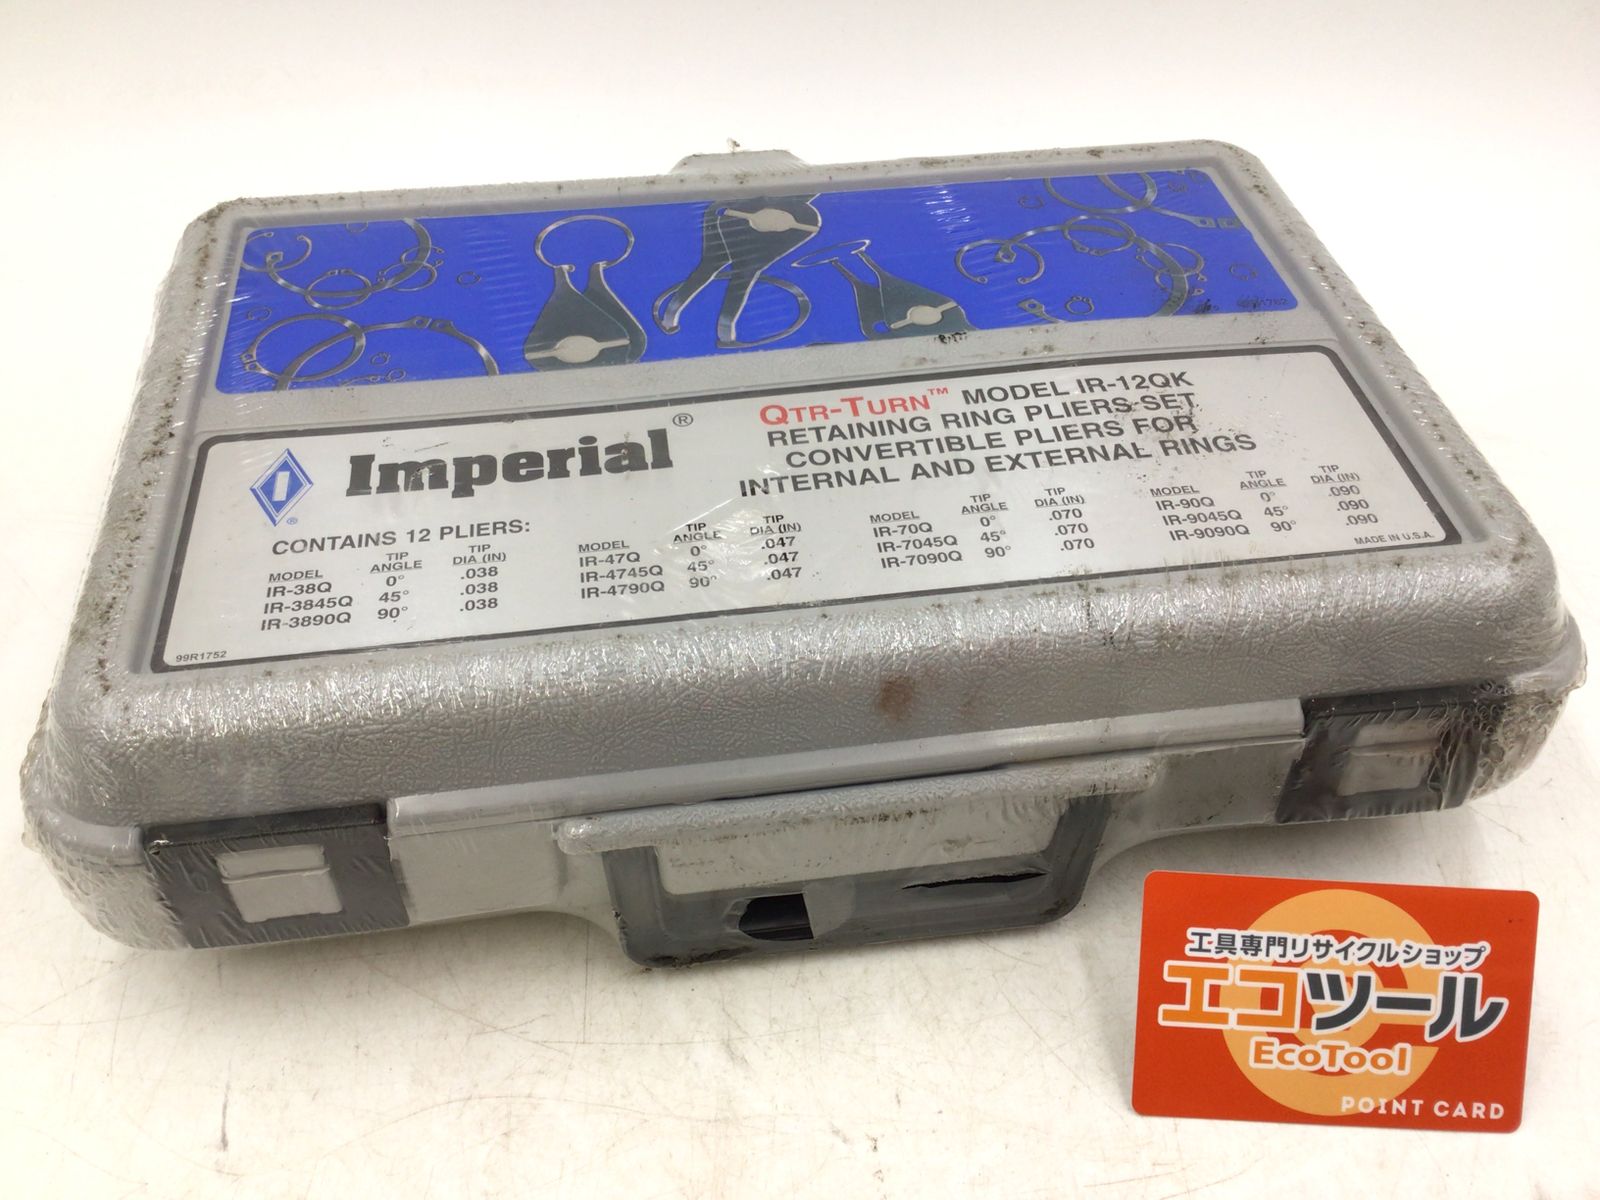 Imperial®
QTR-TURN™ MODEL IR-12QK
RETAINING RING PLIERS SET
CONVERTIBLE PLIERS FOR
INTERNAL AND EXTERNAL RINGS
CONTAINS 12 PLIERS:
MODEL TIP ANGLE TIP DIA (IN)
IR-38Q 0° .038
IR-3845Q 45° .038
IR-3890Q 90° .038
MODEL TIP ANGLE TIP DIA (IN)
IR-47Q 0° .047
IR-4745Q 45° .047
IR-4790Q 90° .047
MODEL TIP ANGLE TIP DIA (IN)
IR-70Q 0° .070
IR-7045Q 45° .070
IR-7090Q 90° .070
MODEL TIP ANGLE TIP DIA (IN)
IR-90Q 0° .090
IR-9045Q 45° .090
IR-9090Q 90° .090
MADE IN U.S.A.
99R1752
工具専門リサイクルショップ
エコツール
EcoTool
POINT CARD